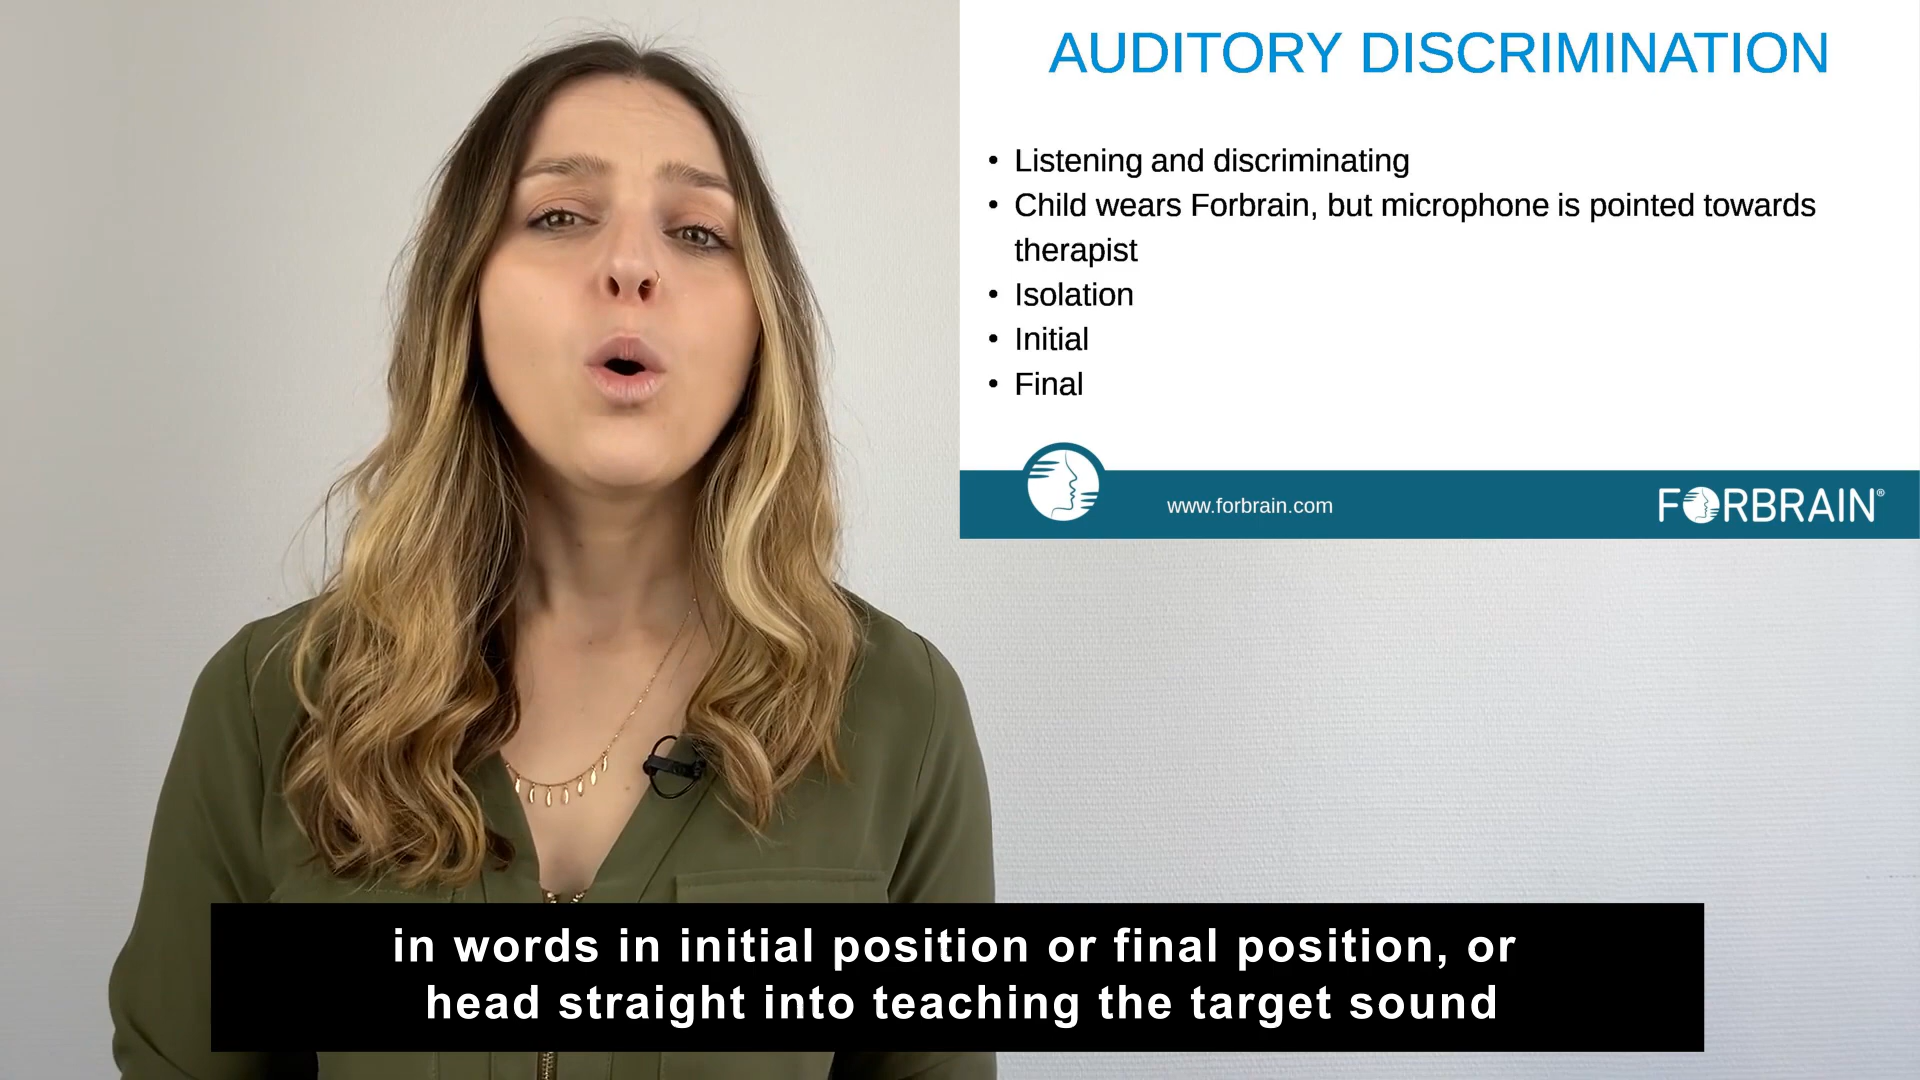 AUDITORY DISCRIMINATION
• Listening and discriminating
• Child wears Forbrain, but microphone is pointed towards
therapist
• Isolation
• Initial
• Final
www.forbrain.com
FORBRAIN®
in words in initial position or final position, or
head straight into teaching the target sound